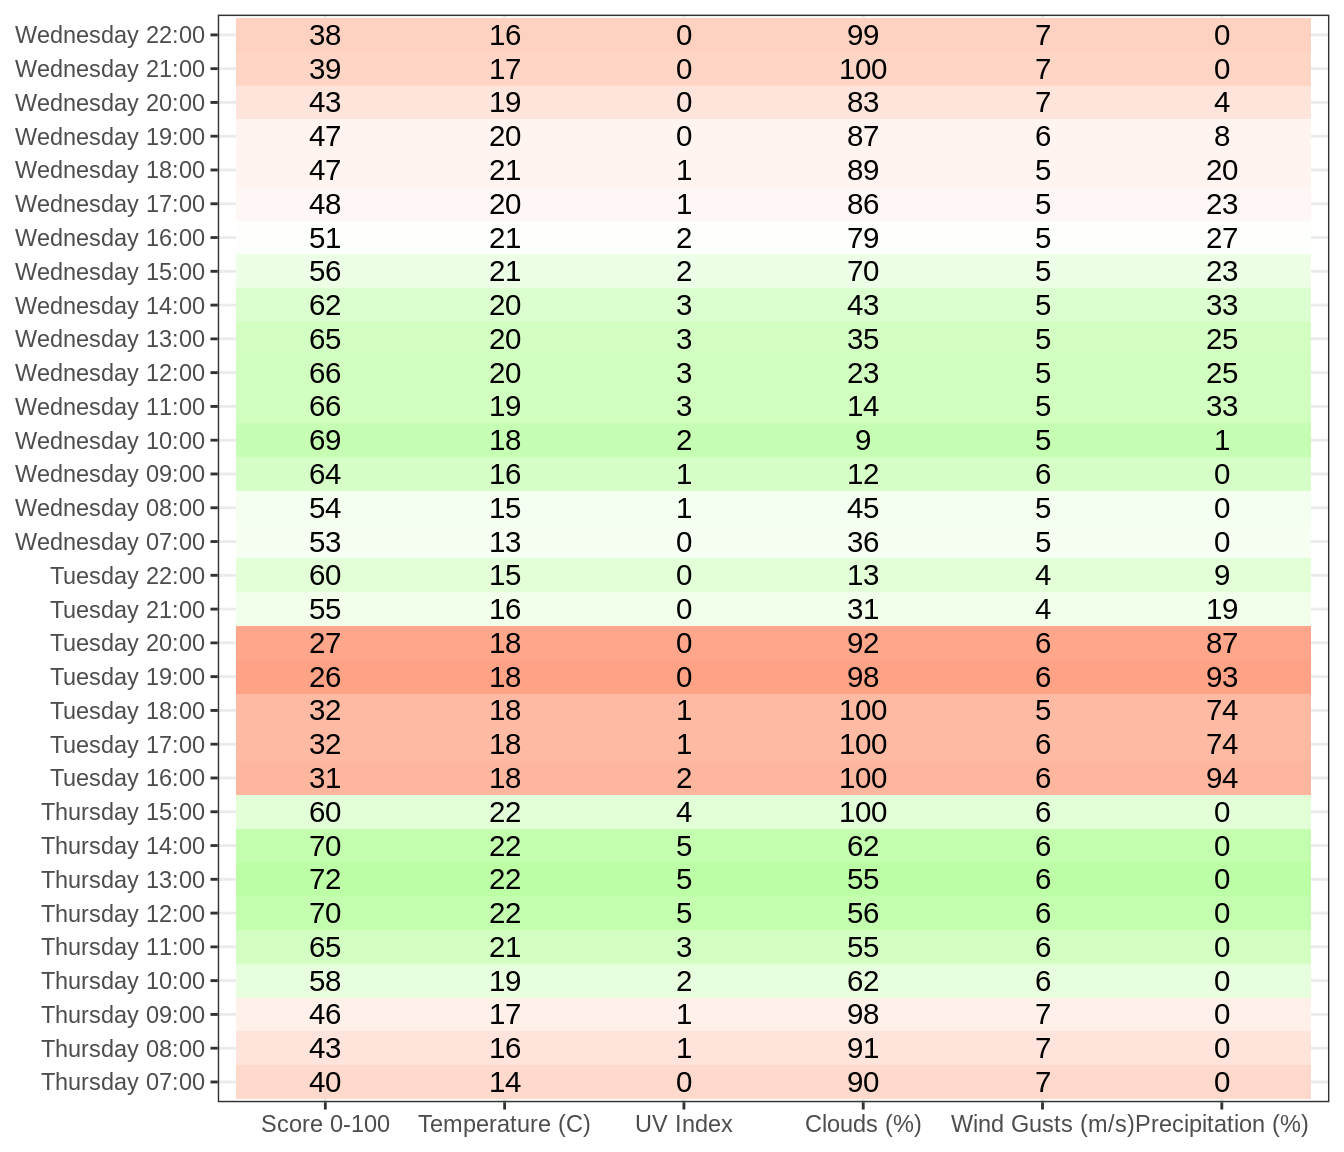 Wednesday 22:00 38 16 0 99 7 0
Wednesday 21:00 39 17 0 100 7 0
Wednesday 20:00 43 19 0 83 7 4
Wednesday 19:00 47 20 0 87 6 8
Wednesday 18:00 47 21 1 89 5 20
Wednesday 17:00 48 20 1 86 5 23
Wednesday 16:00 51 21 2 79 5 27
Wednesday 15:00 56 21 2 70 5 23
Wednesday 14:00 62 20 3 43 5 33
Wednesday 13:00 65 20 3 35 5 25
Wednesday 12:00 66 20 3 23 5 25
Wednesday 11:00 66 19 3 14 5 33
Wednesday 10:00 69 18 2 9 5 1
Wednesday 09:00 64 16 1 12 6 0
Wednesday 08:00 54 15 1 45 5 0
Wednesday 07:00 53 13 0 36 5 0
Tuesday 22:00 60 15 0 13 4 9
Tuesday 21:00 55 16 0 31 4 19
Tuesday 20:00 27 18 0 92 6 87
Tuesday 19:00 26 18 0 98 6 93
Tuesday 18:00 32 18 1 100 5 74
Tuesday 17:00 32 18 1 100 6 74
Tuesday 16:00 31 18 2 100 6 94
Thursday 15:00 60 22 4 100 6 0
Thursday 14:00 70 22 5 62 6 0
Thursday 13:00 72 22 5 55 6 0
Thursday 12:00 70 22 5 56 6 0
Thursday 11:00 65 21 3 55 6 0
Thursday 10:00 58 19 2 62 6 0
Thursday 09:00 46 17 1 98 7 0
Thursday 08:00 43 16 1 91 7 0
Thursday 07:00 40 14 0 90 7 0
Score 0-100 Temperature (C) UV Index Clouds (%) Wind Gusts (m/s) Precipitation (%)